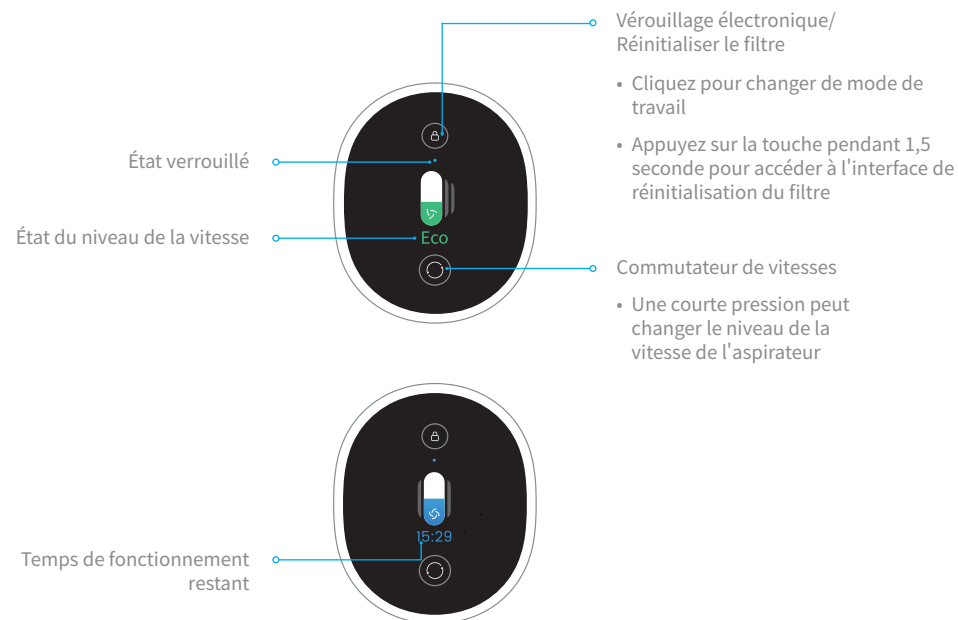 Vérouillage électronique/
Réinitialiser le filtre
• Cliquez pour changer de mode de
travail
• Appuyez sur la touche pendant 1,5
seconde pour accéder à l'interface de
réinitialisation du filtre
État verrouillé
État du niveau de la vitesse
Eco
Commutateur de vitesses
• Une courte pression peut
changer le niveau de la
vitesse de l'aspirateur
15:29
Temps de fonctionnement
restant